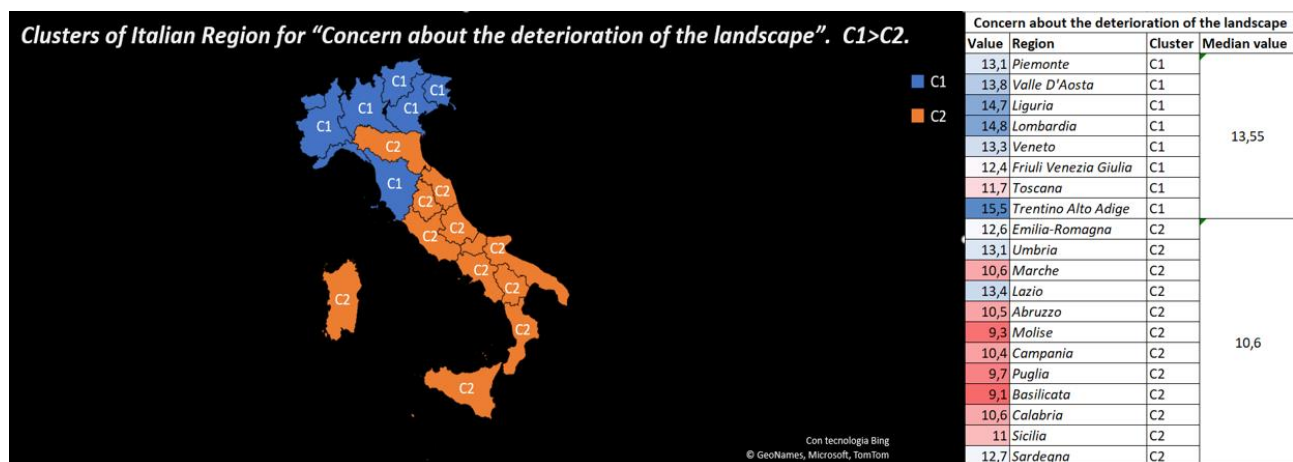 Clusters of Italian Region for “Concern about the deterioration of the landscape”. C1>C2.
C1
C2
C1
C1
C1
C1
C1
C2
C1
C2
C2
C2
C2
C2
C2
C2
C2
C2
C2
Con tecnologia Bing
© GeoNames, Microsoft, TomTom
Concern about the deterioration of the landscape
Value Region Cluster Median value
13,1 Piemonte C1
13,8 Valle D'Aosta C1
14,7 Liguria C1
14,8 Lombardia C1
13,55
13,3 Veneto C1
12,4 Friuli Venezia Giulia C1
11,7 Toscana C1
15,5 Trentino Alto Adige C1
12,6 Emilia-Romagna C2
13,1 Umbria C2
10,6 Marche C2
13,4 Lazio C2
10,5 Abruzzo C2
9,3 Molise C2
10,6
10,4 Campania C2
9,7 Puglia C2
9,1 Basilicata C2
10,6 Calabria C2
11 Sicilia C2
12,7 Sardegna C2